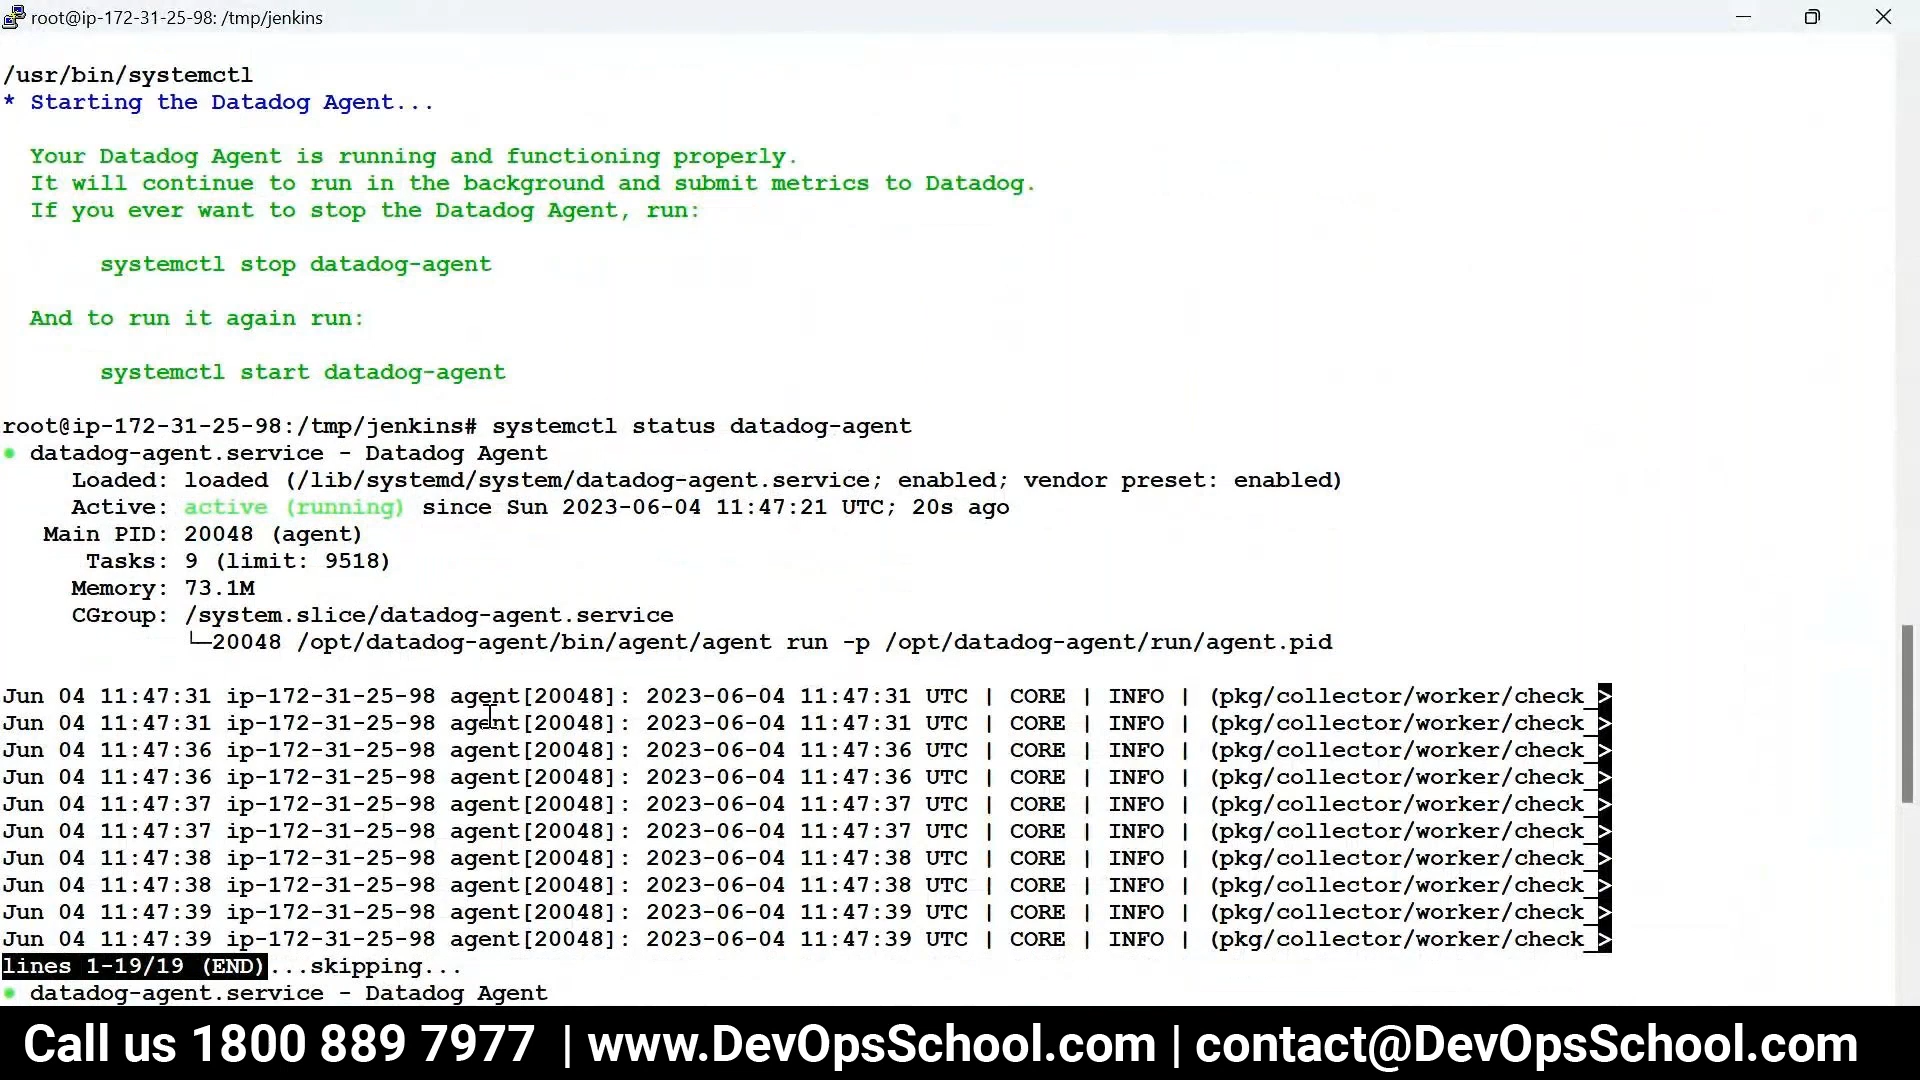 root@ip-172-31-25-98: /tmp/jenkins
/usr/bin/systemctl
* Starting the Datadog Agent...
Your Datadog Agent is running and functioning properly.
It will continue to run in the background and submit metrics to Datadog.
If you ever want to stop the Datadog Agent, run:
systemctl stop datadog-agent
And to run it again run:
systemctl start datadog-agent
root@ip-172-31-25-98:/tmp/jenkins# systemctl status datadog-agent
● datadog-agent.service - Datadog Agent
Loaded: loaded (/lib/systemd/system/datadog-agent.service; enabled; vendor preset: enabled)
Active: active (running) since Sun 2023-06-04 11:47:21 UTC; 20s ago
Main PID: 20048 (agent)
Tasks: 9 (limit: 9518)
Memory: 73.1M
CGroup: /system.slice/datadog-agent.service
└─20048 /opt/datadog-agent/bin/agent/agent run -p /opt/datadog-agent/run/agent.pid
Jun 04 11:47:31 ip-172-31-25-98 agent[20048]: 2023-06-04 11:47:31 UTC | CORE | INFO | (pkg/collector/worker/check_>
Jun 04 11:47:31 ip-172-31-25-98 agent[20048]: 2023-06-04 11:47:31 UTC | CORE | INFO | (pkg/collector/worker/check_>
Jun 04 11:47:36 ip-172-31-25-98 agent[20048]: 2023-06-04 11:47:36 UTC | CORE | INFO | (pkg/collector/worker/check_>
Jun 04 11:47:36 ip-172-31-25-98 agent[20048]: 2023-06-04 11:47:36 UTC | CORE | INFO | (pkg/collector/worker/check_>
Jun 04 11:47:37 ip-172-31-25-98 agent[20048]: 2023-06-04 11:47:37 UTC | CORE | INFO | (pkg/collector/worker/check_>
Jun 04 11:47:37 ip-172-31-25-98 agent[20048]: 2023-06-04 11:47:37 UTC | CORE | INFO | (pkg/collector/worker/check_>
Jun 04 11:47:38 ip-172-31-25-98 agent[20048]: 2023-06-04 11:47:38 UTC | CORE | INFO | (pkg/collector/worker/check_>
Jun 04 11:47:38 ip-172-31-25-98 agent[20048]: 2023-06-04 11:47:38 UTC | CORE | INFO | (pkg/collector/worker/check_>
Jun 04 11:47:39 ip-172-31-25-98 agent[20048]: 2023-06-04 11:47:39 UTC | CORE | INFO | (pkg/collector/worker/check_>
Jun 04 11:47:39 ip-172-31-25-98 agent[20048]: 2023-06-04 11:47:39 UTC | CORE | INFO | (pkg/collector/worker/check_>
lines 1-19/19 (END)...skipping...
● datadog-agent.service - Datadog Agent
Call us 1800 889 7977 | www.DevOpsSchool.com | contact@DevOpsSchool.com